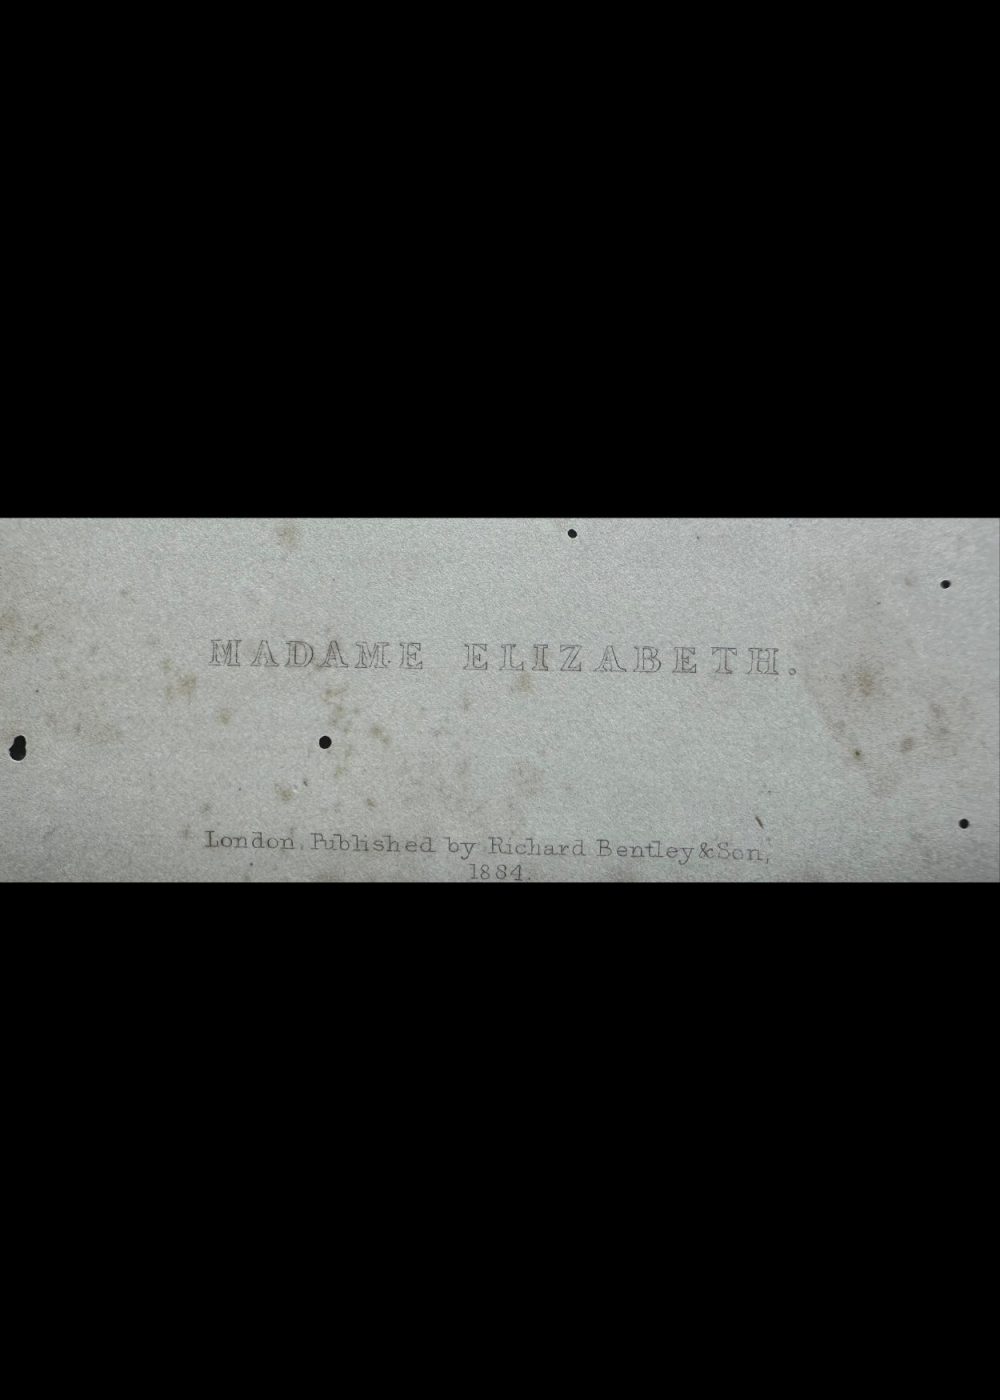 MADAME ELIZABETH.
London. Published by Richard Bentley & Son,
1884.